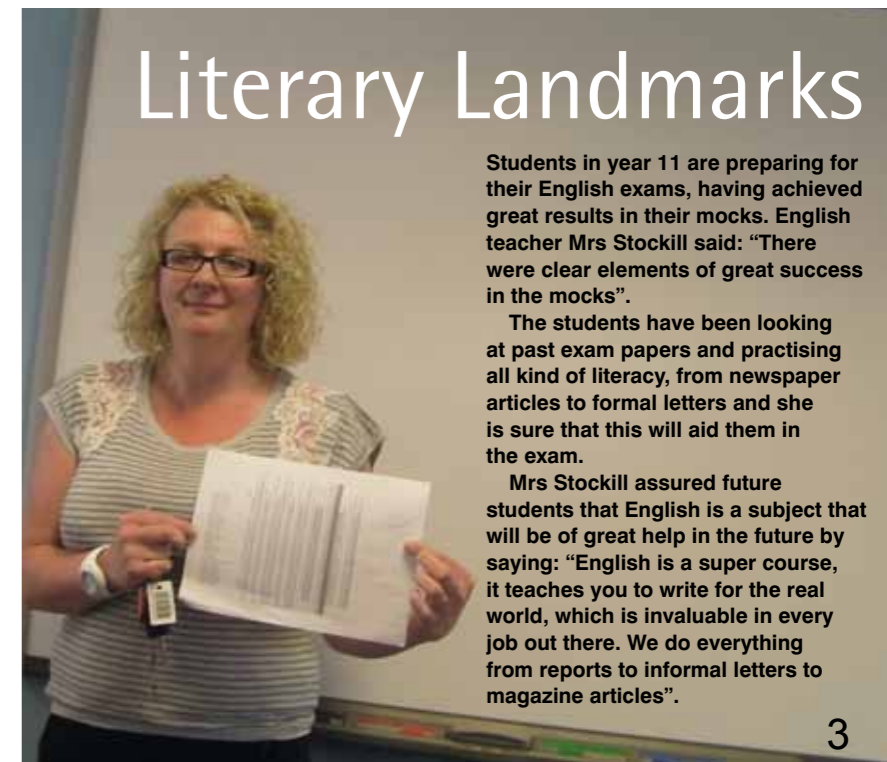 Literary Landmarks
Students in year 11 are preparing for
their English exams, having achieved
great results in their mocks. English
teacher Mrs Stockill said: “There
were clear elements of great success
in the mocks”.
The students have been looking
at past exam papers and practising
all kind of literacy, from newspaper
articles to formal letters and she
is sure that this will aid them in
the exam.
Mrs Stockill assured future
students that English is a subject that
will be of great help in the future by
saying: “English is a super course,
it teaches you to write for the real
world, which is invaluable in every
job out there. We do everything
from reports to informal letters to
magazine articles”.
3